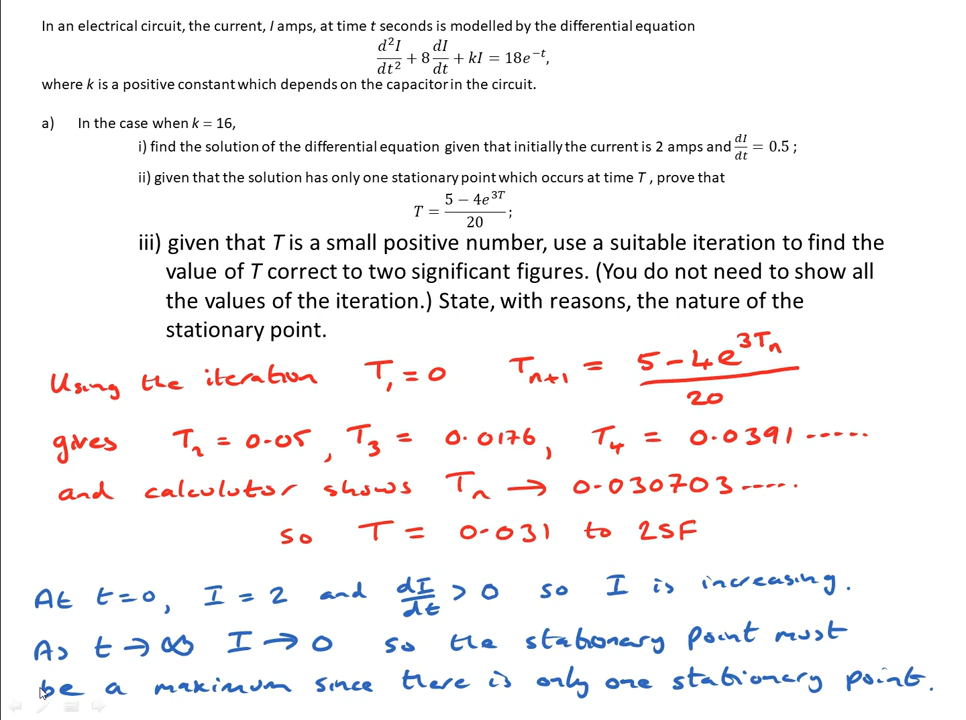 In an electrical circuit, the current, I amps, at time t seconds is modelled by the differential equation
d²I/dt² + 8 dI/dt + kI = 18e⁻ᵗ,
where k is a positive constant which depends on the capacitor in the circuit.
a) In the case when k = 16,
i) find the solution of the differential equation given that initially the current is 2 amps and dI/dt = 0.5 ;
ii) given that the solution has only one stationary point which occurs at time T , prove that
T = (5 − 4e^{3T})/20 ;
iii) given that T is a small positive number, use a suitable iteration to find the
value of T correct to two significant figures. (You do not need to show all
the values of the iteration.) State, with reasons, the nature of the
stationary point.
Using the iteration T₁ = 0 Tₙ₊₁ = (5 − 4e^{3Tₙ})/20
gives T₂ = 0.05, T₃ = 0.0176, T₄ = 0.0391 .....
and calculator shows Tₙ → 0.030703.....
so T = 0.031 to 2SF
At t=0, I = 2 and dI/dt > 0 so I is increasing.
As t → ∞ I → 0 so the stationary point must
be a maximum since there is only one stationary point.